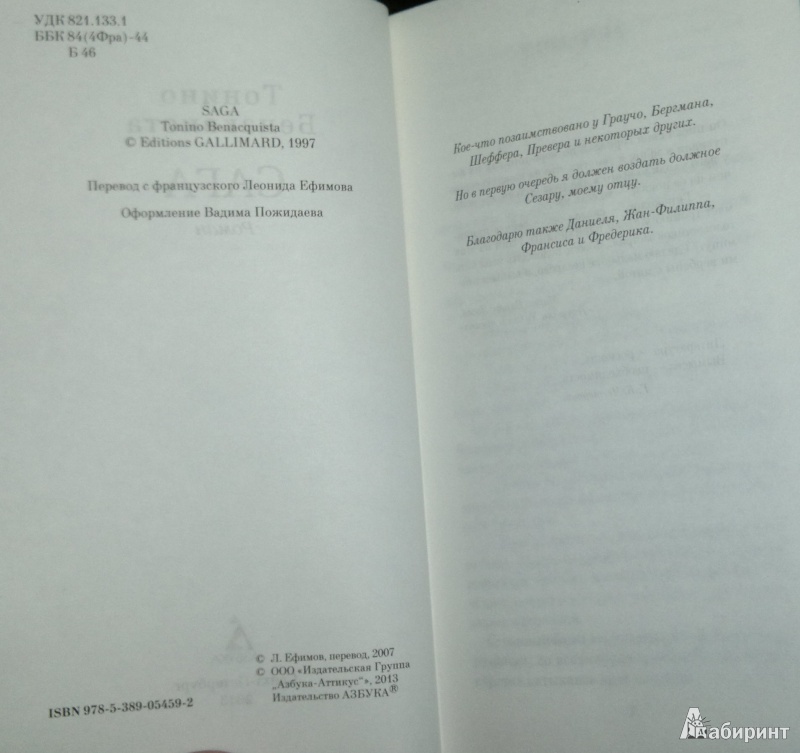 УДК 821.133.1
ББК 84(4Фра)-44
Б 46
SAGA
Tonino Benacquista
© Editions GALLIMARD, 1997
Перевод с французского Леонида Ефимова
Оформление Вадима Пожидаева
© Л. Ефимов, перевод, 2007
© ООО «Издательская Группа
„Азбука-Аттикус"», 2013
Издательство АЗБУКА®
ISBN 978-5-389-05459-2
Кое-что позаимствовано у Граучо, Бергмана,
Шеффера, Превера и некоторых других.
Но в первую очередь я должен воздать должное
Сезару, моему отцу.
Благодарю также Даниеля, Жан-Филиппа,
Франсиса и Фредерика.
Лабиринт